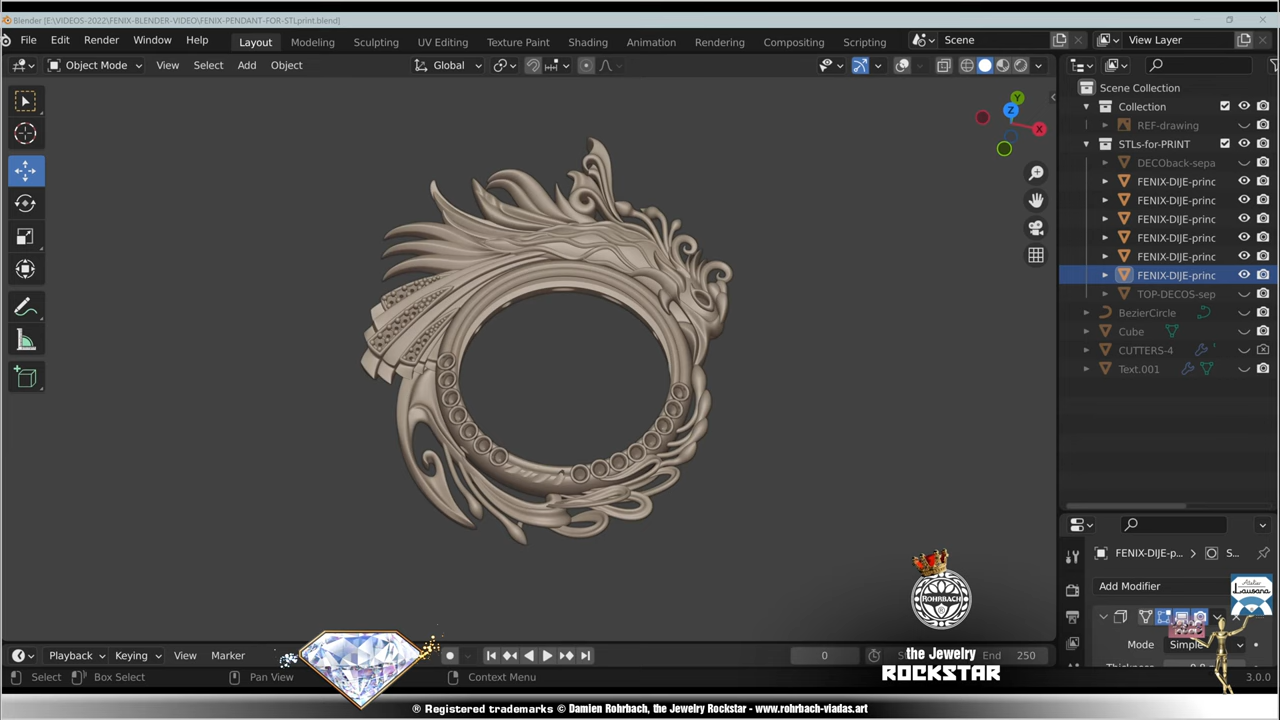 Blender [E:\VIDEOS-2022\FENIX-BLENDER-VIDEO\FENIX-PENDANT-FOR-STLprint.blend]
File Edit Render Window Help Layout Modeling Sculpting UV Editing Texture Paint Shading Animation Rendering Compositing Scripting Scene View Layer
Object Mode View Select Add Object Global
Scene Collection
Collection
REF-drawing
STLs-for-PRINT
DECOback-sepa
FENIX-DIJE-princ
FENIX-DIJE-princ
FENIX-DIJE-princ
FENIX-DIJE-princ
FENIX-DIJE-princ
FENIX-DIJE-princ
TOP-DECOS-sep
BezierCircle
Cube
CUTTERS-4
Text.001
Y
Z
X
FENIX-DIJE-p... S...
Add Modifier
Atelier
Lausana
Mode Simple
ROHRBACH
the Jewelry
ROCKSTAR
Playback Keying View Marker 0 End 250
Select Box Select Pan View Context Menu 3.0.0
® Registered trademarks © Damien Rohrbach, the Jewelry Rockstar - www.rohrbach-viadas.art